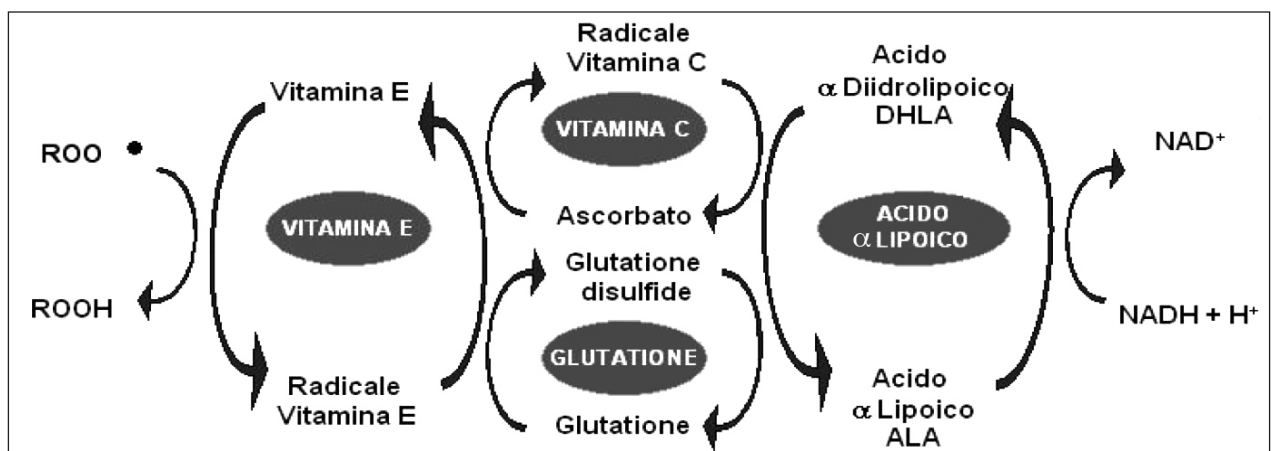 ROO •
ROOH
Vitamina E
VITAMINA E
Radicale
Vitamina E
Radicale
Vitamina C
VITAMINA C
Ascorbato
Glutatione
disulfide
GLUTATIONE
Glutatione
Acido
α Diidrolipoico
DHLA
ACIDO
α LIPOICO
Acido
α Lipoico
ALA
NAD⁺
NADH + H⁺